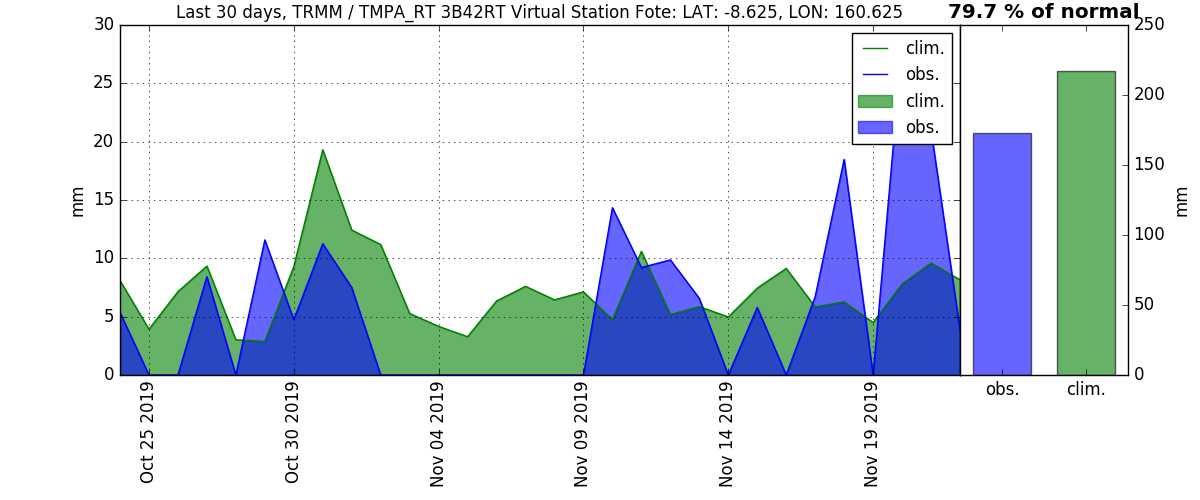 Last 30 days, TRMM / TMPA_RT 3B42RT Virtual Station Fote: LAT: -8.625, LON: 160.625
79.7 % of normal
30
25
20
15
10
5
0
mm
clim.
obs.
clim.
obs.
250
200
150
100
50
0
mm
obs.
clim.
Oct 25 2019
Oct 30 2019
Nov 04 2019
Nov 09 2019
Nov 14 2019
Nov 19 2019